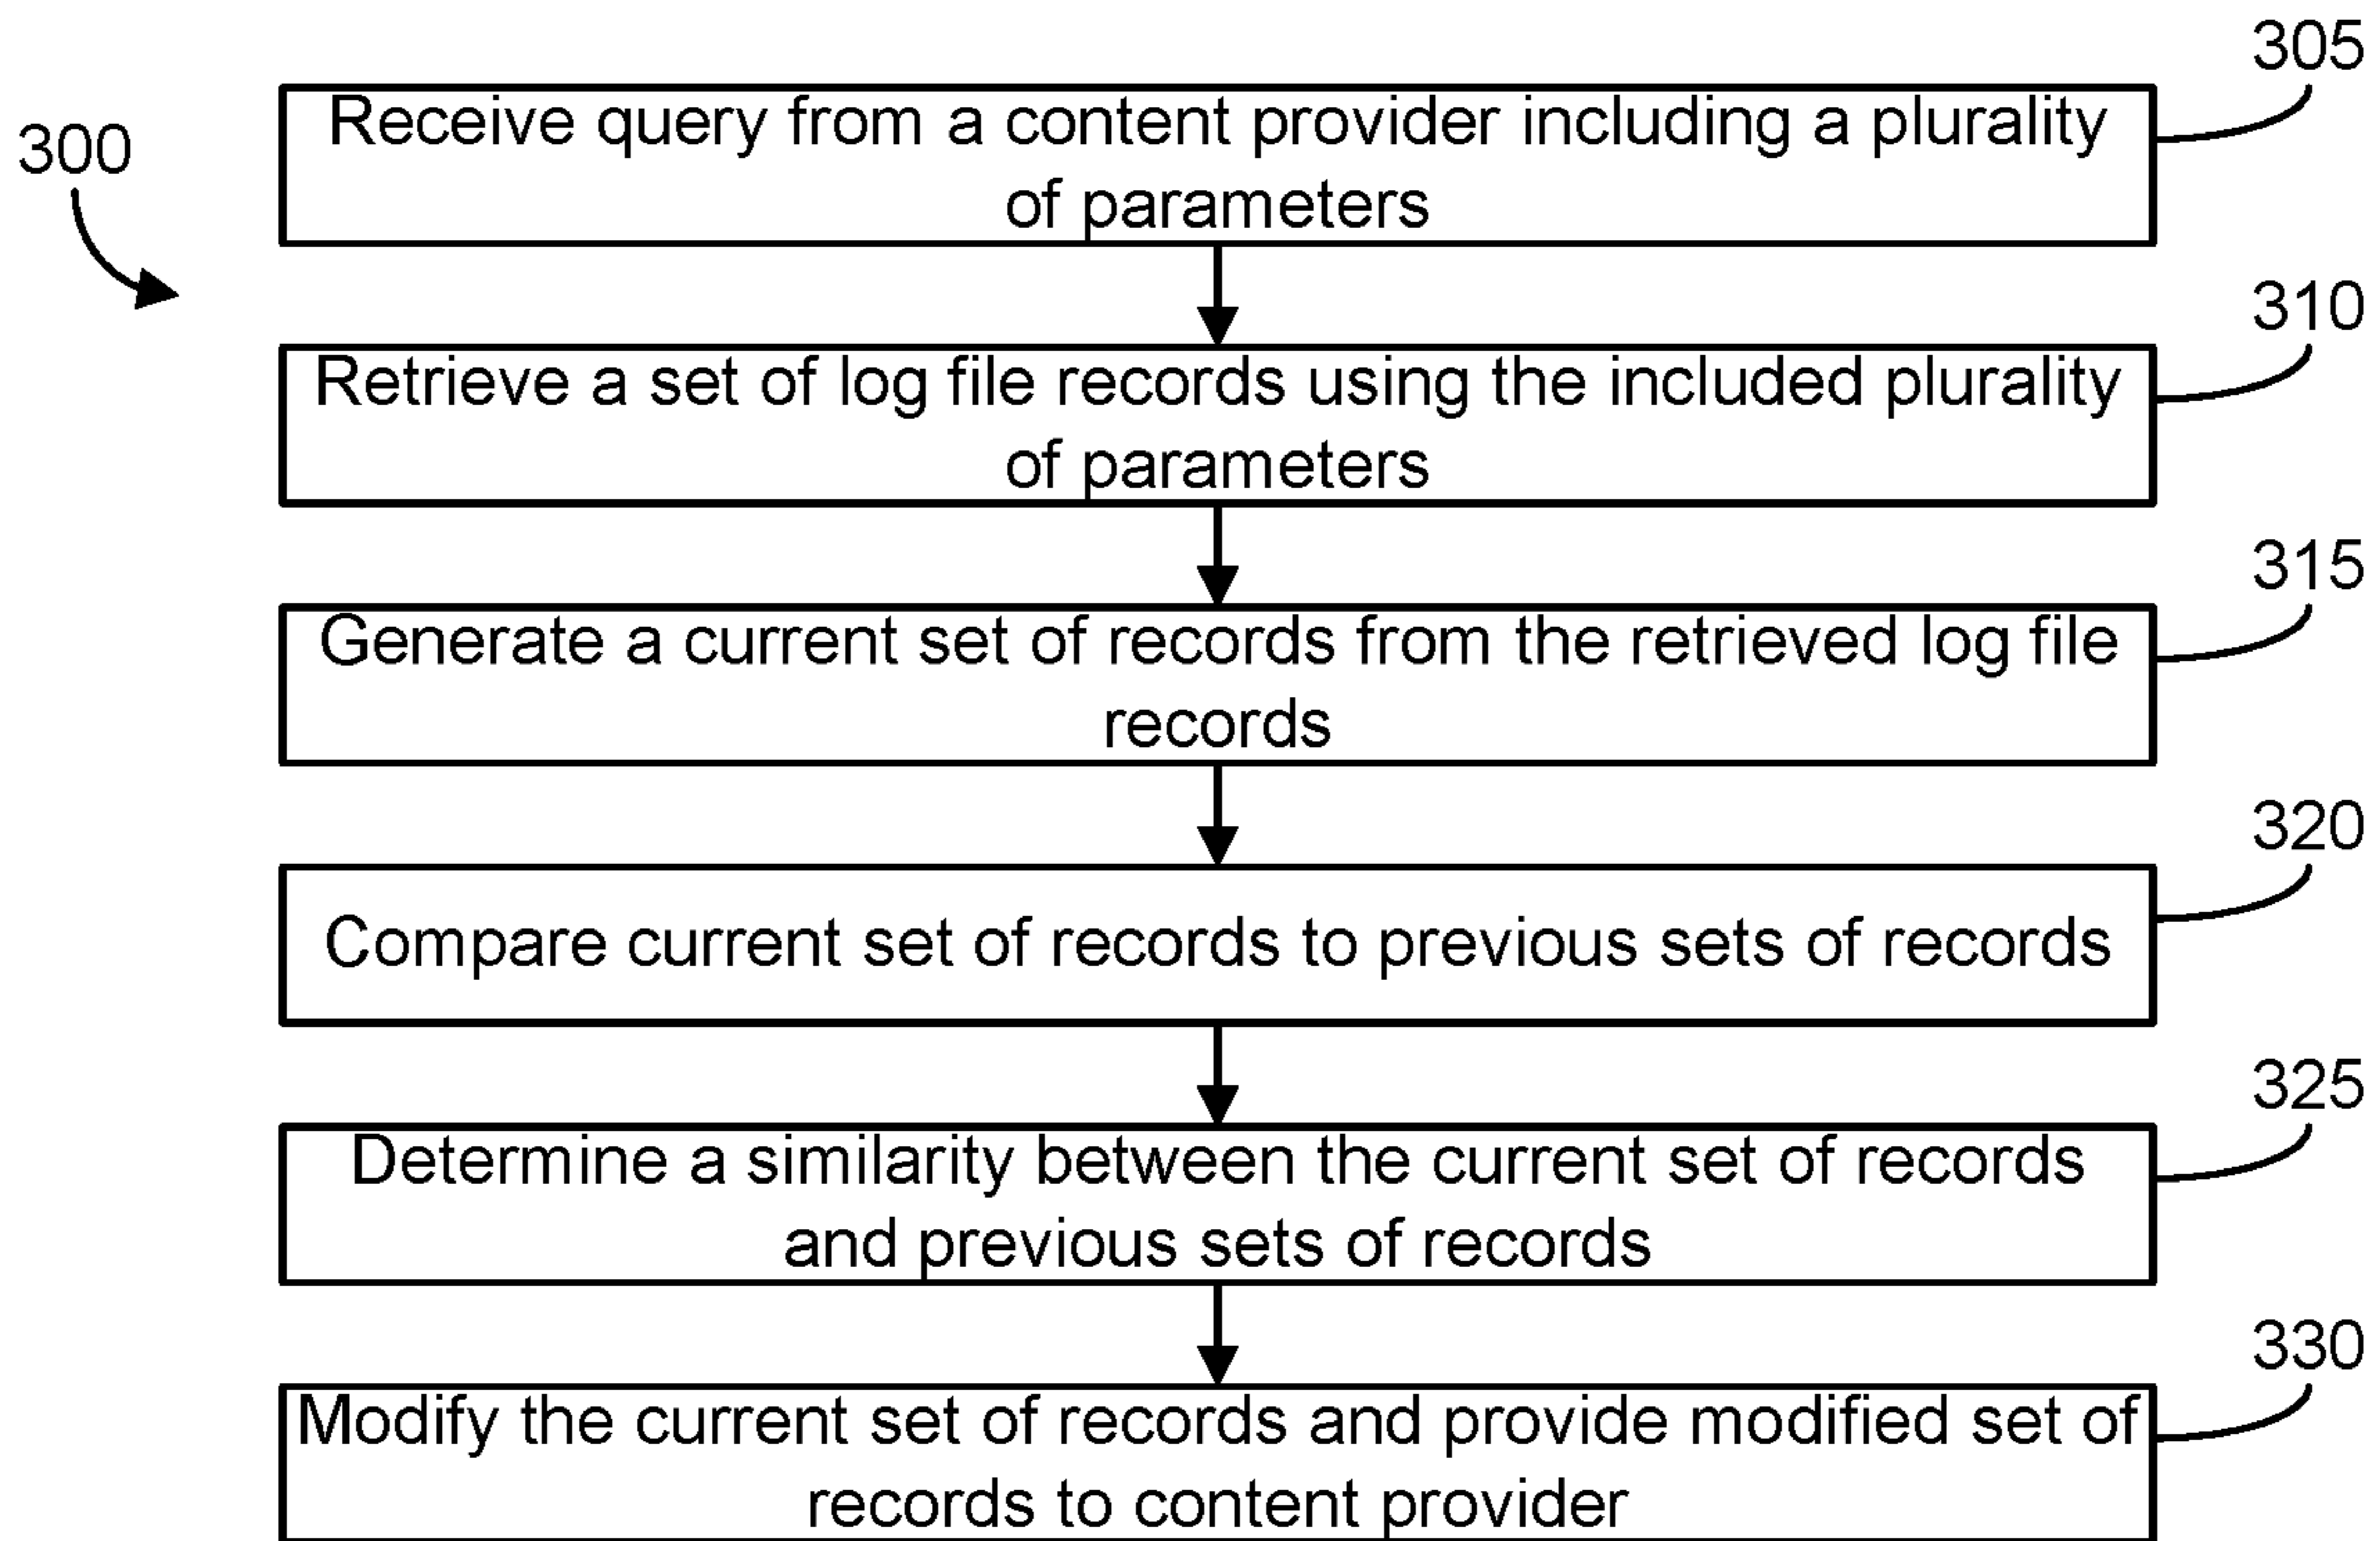 300
305
Receive query from a content provider including a plurality
of parameters
310
Retrieve a set of log file records using the included plurality
of parameters
315
Generate a current set of records from the retrieved log file
records
320
Compare current set of records to previous sets of records
325
Determine a similarity between the current set of records
and previous sets of records
330
Modify the current set of records and provide modified set of
records to content provider